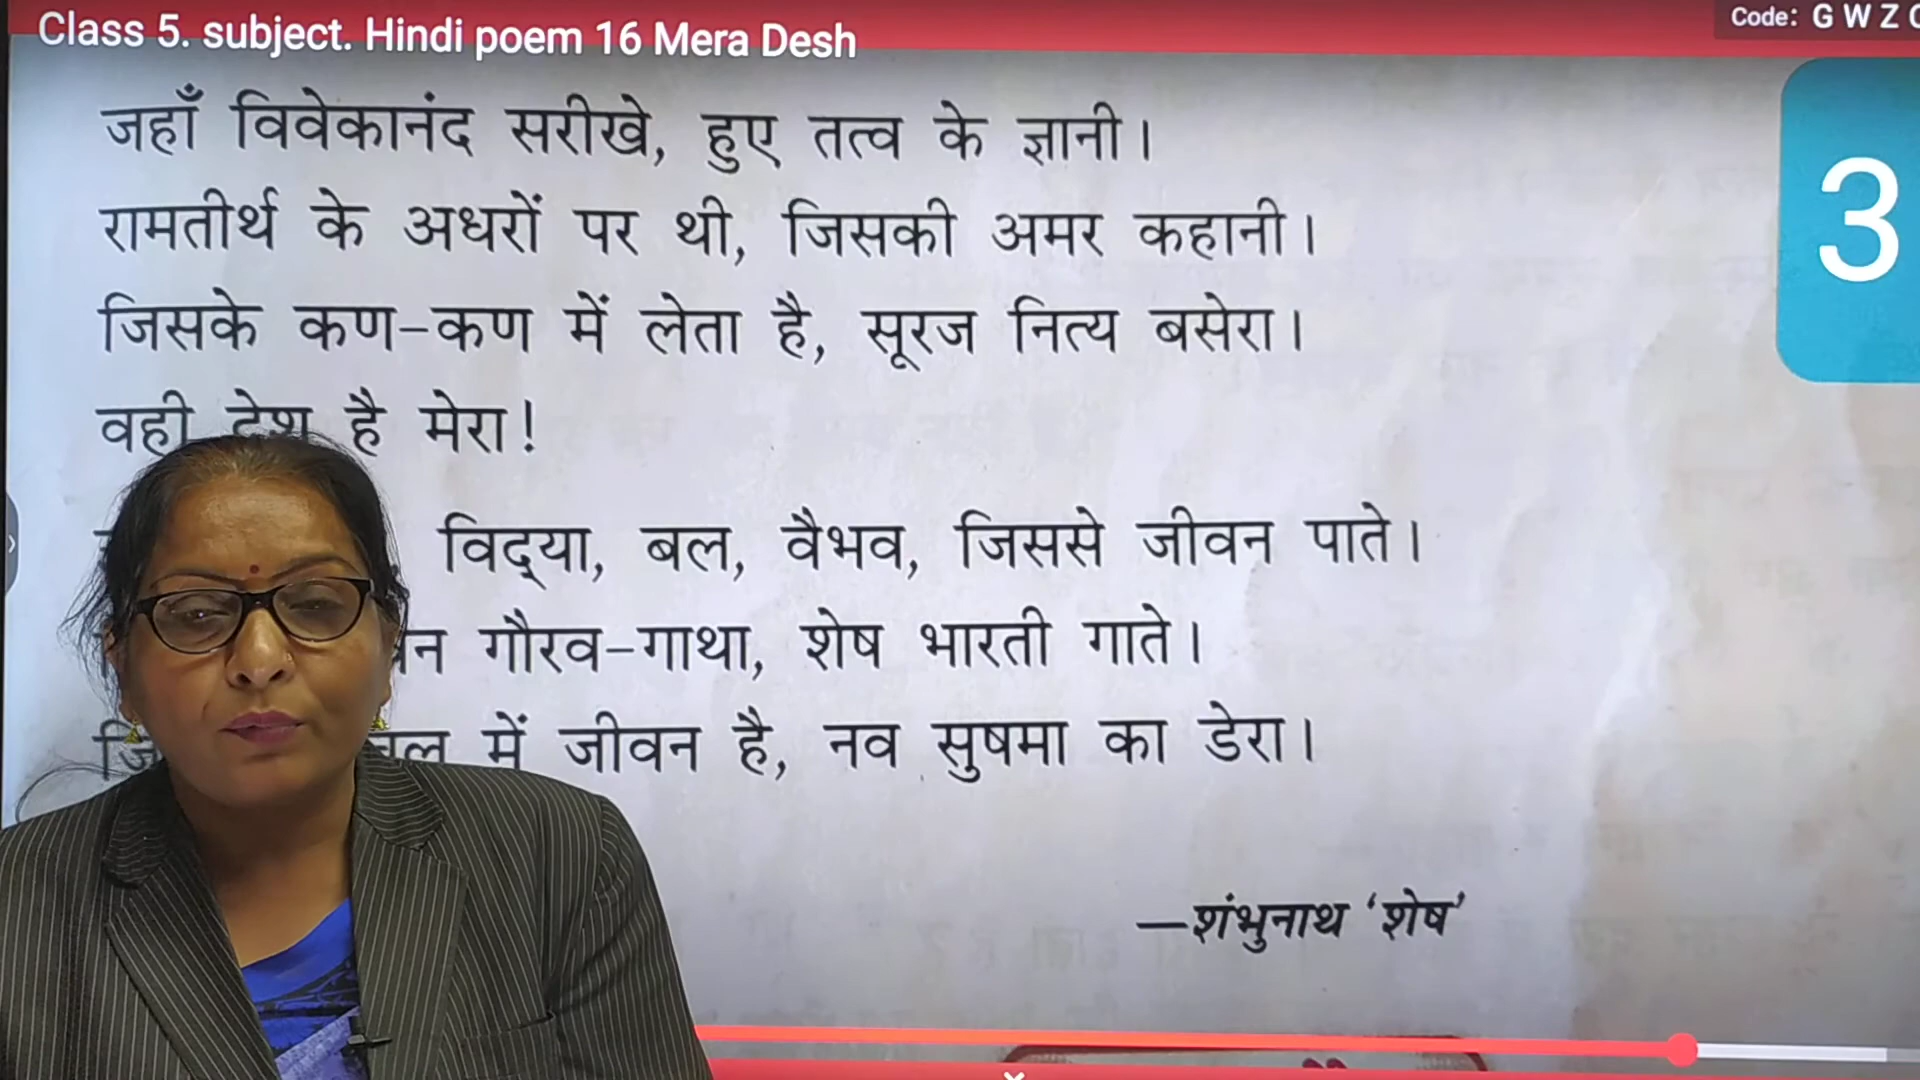 Class 5. subject. Hindi poem 16 Mera Desh
Code: G W Z
3
जहाँ विवेकानंद सरीखे, हुए तत्व के ज्ञानी।
रामतीर्थ के अधरों पर थी, जिसकी अमर कहानी।
जिसके कण-कण में लेता है, सूरज नित्य बसेरा।
वही देश है मेरा!
विद्या, बल, वैभव, जिससे जीवन पाते।
गौरव-गाथा, शेष भारती गाते।
में जीवन है, नव सुषमा का डेरा।
—शंभुनाथ ‘शेष’